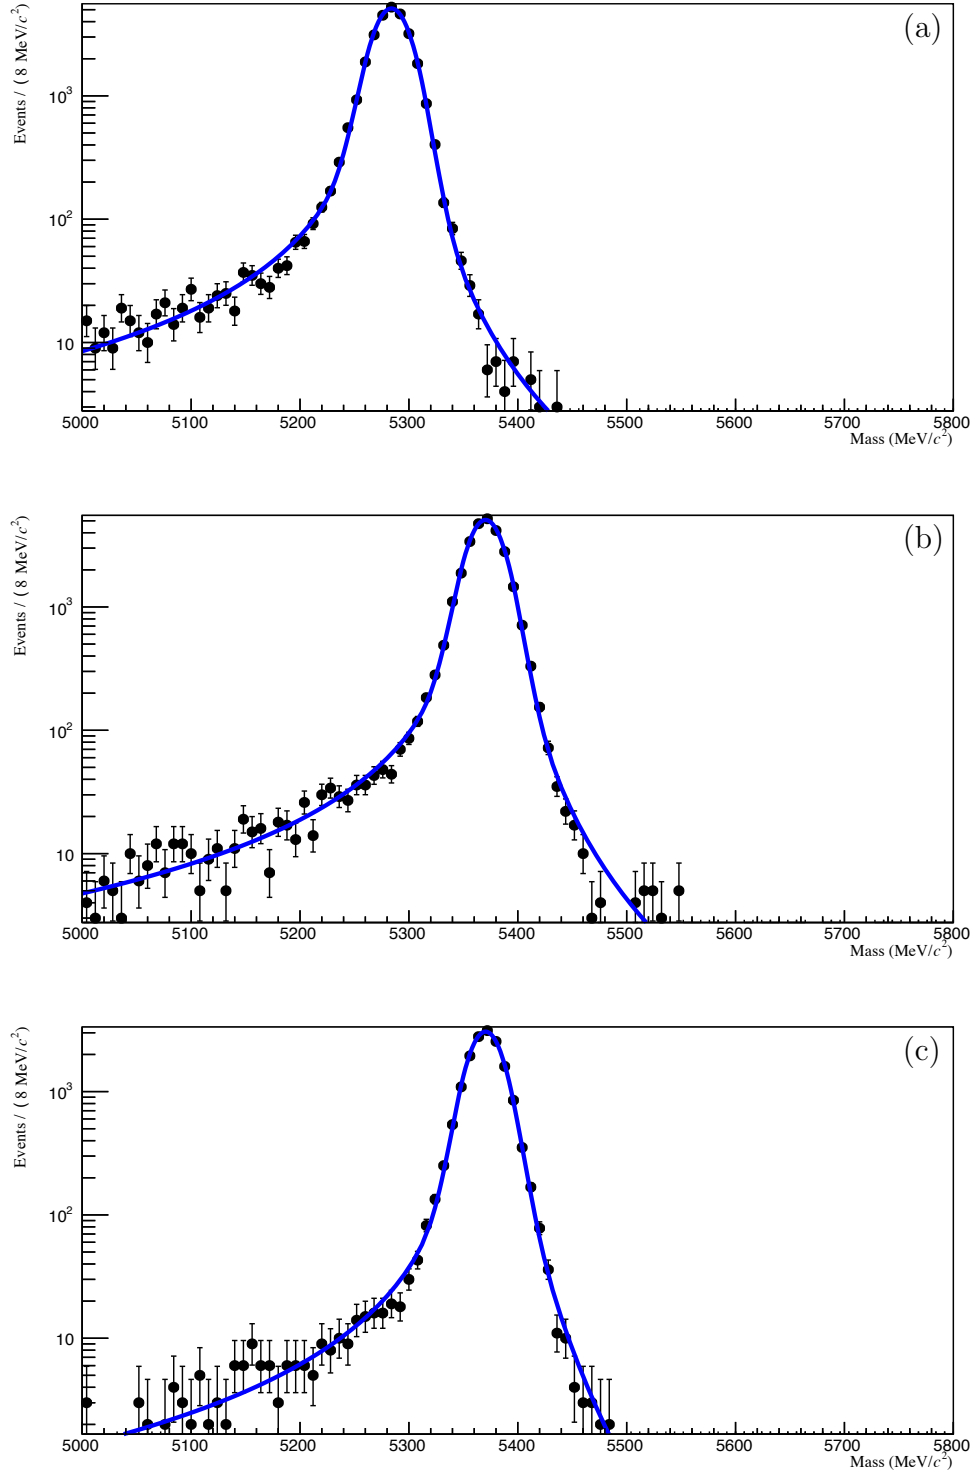 (a)
Events / ( 8 MeV/c²)
10³
10²
10
5000 5100 5200 5300 5400 5500 5600 5700 5800
Mass (MeV/c²)
(b)
Events / ( 8 MeV/c²)
10³
10²
10
5000 5100 5200 5300 5400 5500 5600 5700 5800
Mass (MeV/c²)
(c)
Events / ( 8 MeV/c²)
10³
10²
10
5000 5100 5200 5300 5400 5500 5600 5700 5800
Mass (MeV/c²)